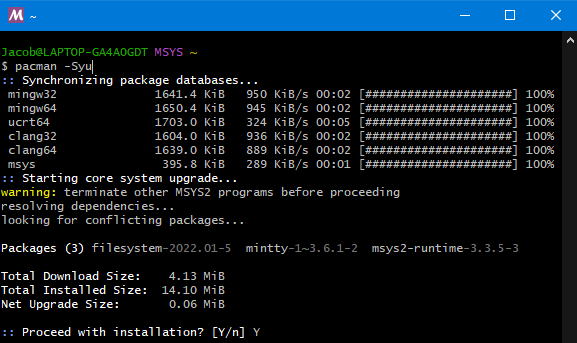 M ~
Jacob@LAPTOP-GA4A0GDT MSYS ~
$ pacman -Syu
:: Synchronizing package databases...
mingw32 1641.4 KiB 950 KiB/s 00:02 [#####################] 100%
mingw64 1650.4 KiB 945 KiB/s 00:02 [#####################] 100%
ucrt64 1703.0 KiB 324 KiB/s 00:05 [#####################] 100%
clang32 1604.0 KiB 936 KiB/s 00:02 [#####################] 100%
clang64 1639.0 KiB 889 KiB/s 00:02 [#####################] 100%
msys 395.8 KiB 289 KiB/s 00:01 [#####################] 100%
:: Starting core system upgrade...
warning: terminate other MSYS2 programs before proceeding
resolving dependencies...
looking for conflicting packages...
Packages (3) filesystem-2022.01-5 mintty-1~3.6.1-2 msys2-runtime-3.3.5-3
Total Download Size: 4.13 MiB
Total Installed Size: 14.10 MiB
Net Upgrade Size: 0.06 MiB
:: Proceed with installation? [Y/n] Y